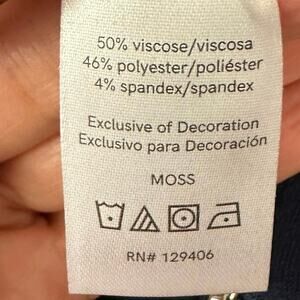 50% viscose/viscosa
46% polyester/poliéster
4% spandex/spandex
Exclusive of Decoration
Exclusivo para Decoración
MOSS
RN# 129406